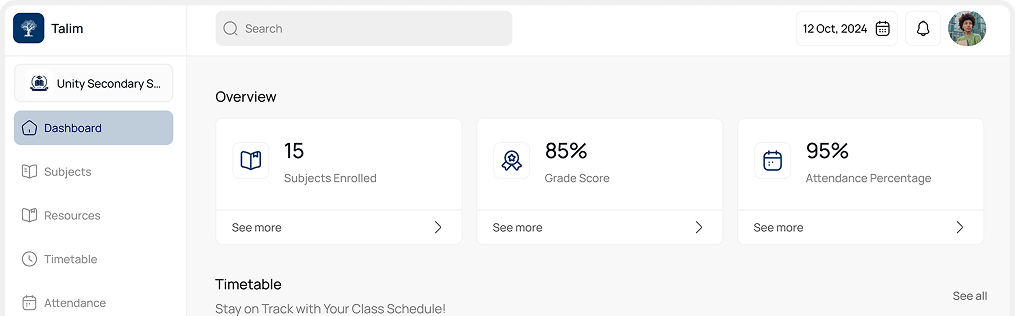 Talim
Search
12 Oct, 2024
Unity Secondary S...
Dashboard
Subjects
Resources
Timetable
Attendance
Overview
15
Subjects Enrolled
See more
85%
Grade Score
See more
95%
Attendance Percentage
See more
Timetable
Stay on Track with Your Class Schedule!
See all